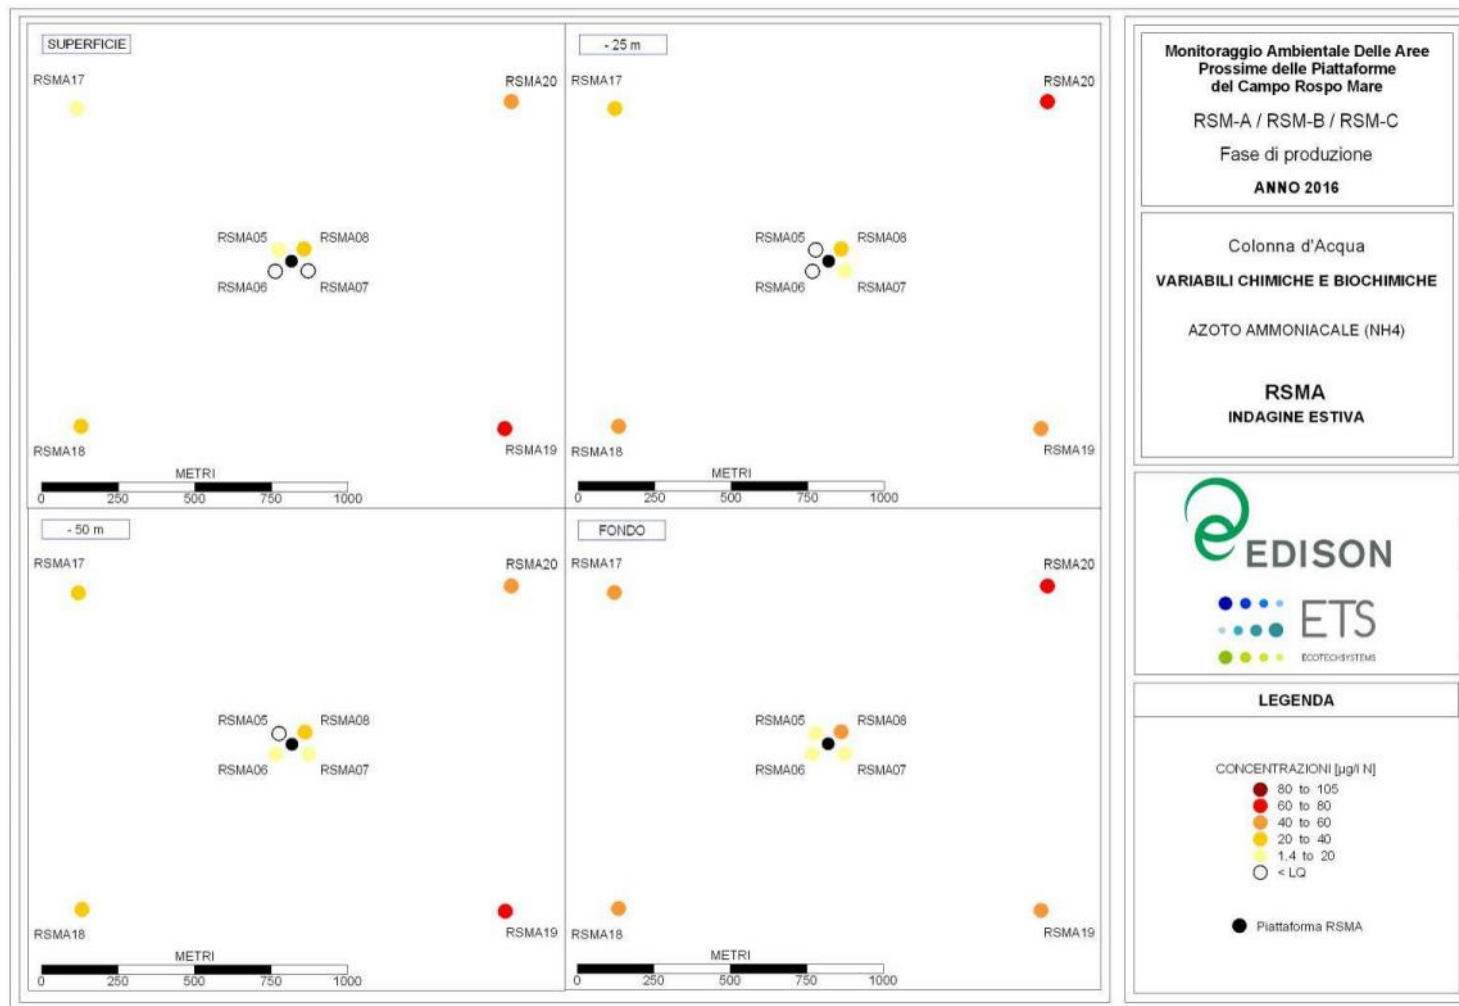 SUPERFICIE
RSMA17
RSMA20
RSMA05
RSMA08
RSMA06
RSMA07
RSMA18
RSMA19
METRI
0 250 500 750 1000
- 25 m
RSMA17
RSMA20
RSMA05
RSMA08
RSMA06
RSMA07
RSMA18
RSMA19
METRI
0 250 500 750 1000
- 50 m
RSMA17
RSMA20
RSMA05
RSMA08
RSMA06
RSMA07
RSMA18
RSMA19
METRI
0 250 500 750 1000
FONDO
RSMA17
RSMA20
RSMA05
RSMA08
RSMA06
RSMA07
RSMA18
RSMA19
METRI
0 250 500 750 1000
Monitoraggio Ambientale Delle Aree
Prossime delle Piattaforme
del Campo Rospo Mare
RSM-A / RSM-B / RSM-C
Fase di produzione
ANNO 2016
Colonna d'Acqua
VARIABILI CHIMICHE E BIOCHIMICHE
AZOTO AMMONIACALE (NH4)
RSMA
INDAGINE ESTIVA
EDISON
ETS
ECOTECHSYSTEMS
LEGENDA
CONCENTRAZIONI [µg/l N]
80 to 105
60 to 80
40 to 60
20 to 40
1.4 to 20
< LQ
Piattaforma RSMA